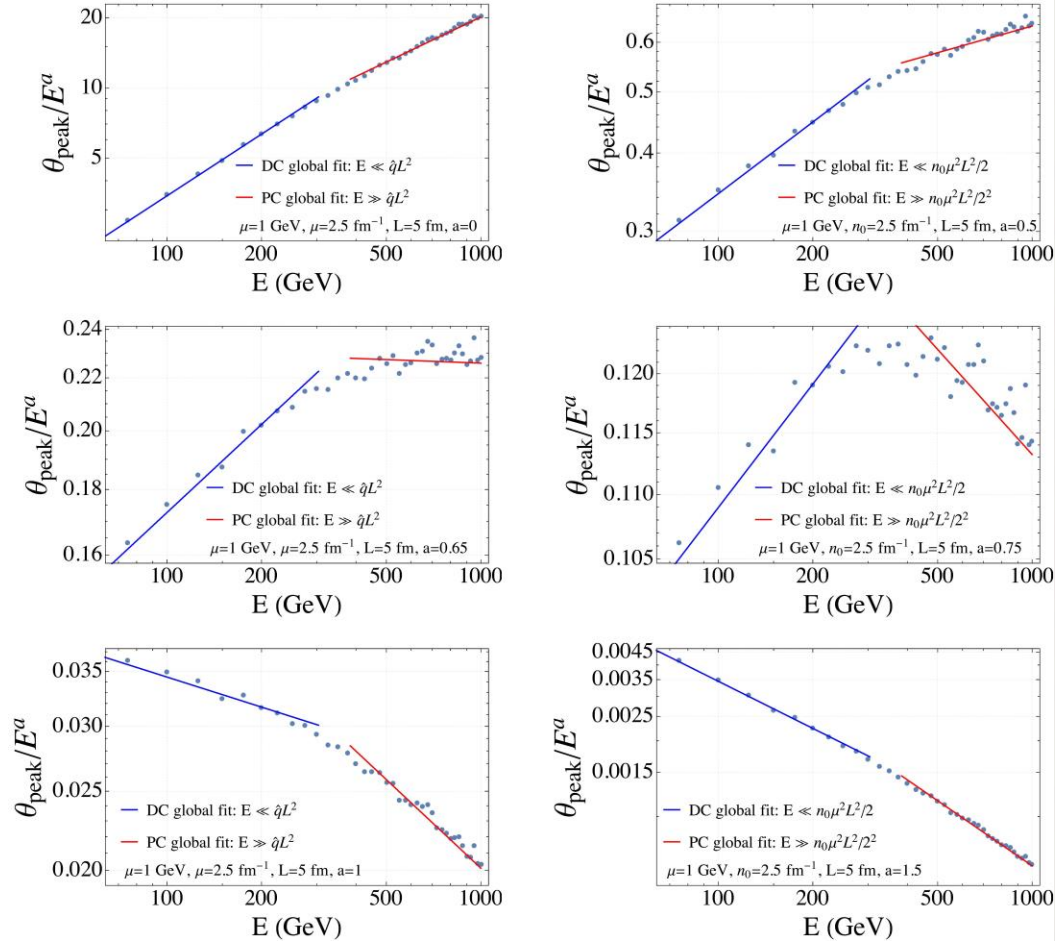 20
10
5
θ_peak/E^a
DC global fit: E ≪ q̂L²
PC global fit: E ≫ q̂L²
μ=1 GeV, μ=2.5 fm⁻¹, L=5 fm, a=0
100 200 500 1000
E (GeV)
0.6
0.5
0.4
0.3
θ_peak/E^a
DC global fit: E ≪ n₀μ²L²/2
PC global fit: E ≫ n₀μ²L²/2²
μ=1 GeV, n₀=2.5 fm⁻¹, L=5 fm, a=0.5
100 200 500 1000
E (GeV)
0.24
0.22
0.20
0.18
0.16
θ_peak/E^a
DC global fit: E ≪ q̂L²
PC global fit: E ≫ q̂L²
μ=1 GeV, μ=2.5 fm⁻¹, L=5 fm, a=0.65
100 200 500 1000
E (GeV)
0.120
0.115
0.110
0.105
θ_peak/E^a
DC global fit: E ≪ n₀μ²L²/2
PC global fit: E ≫ n₀μ²L²/2²
μ=1 GeV, n₀=2.5 fm⁻¹, L=5 fm, a=0.75
100 200 500 1000
E (GeV)
0.035
0.030
0.025
0.020
θ_peak/E^a
DC global fit: E ≪ q̂L²
PC global fit: E ≫ q̂L²
μ=1 GeV, μ=2.5 fm⁻¹, L=5 fm, a=1
100 200 500 1000
E (GeV)
0.0045
0.0035
0.0025
0.0015
θ_peak/E^a
DC global fit: E ≪ n₀μ²L²/2
PC global fit: E ≫ n₀μ²L²/2²
μ=1 GeV, n₀=2.5 fm⁻¹, L=5 fm, a=1.5
100 200 500 1000
E (GeV)